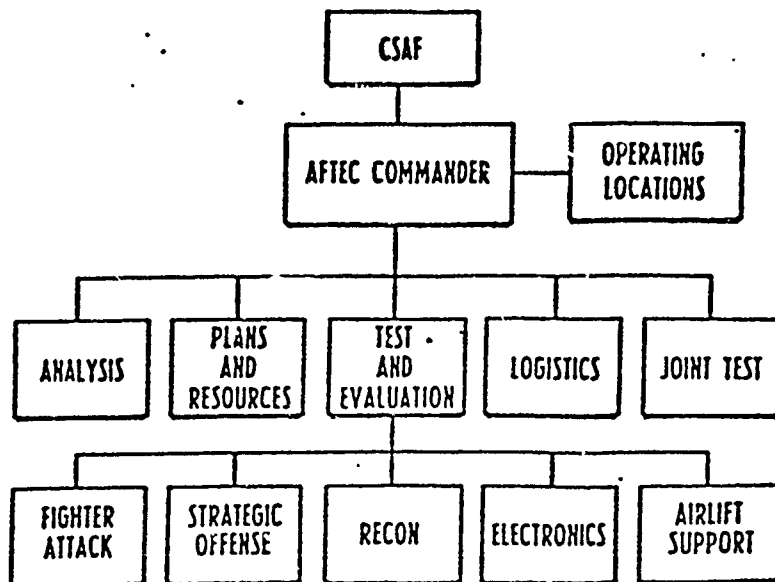 CSAF
AFTEC COMMANDER
OPERATING
LOCATIONS
ANALYSIS
PLANS
AND
RESOURCES
TEST
AND
EVALUATION
LOGISTICS
JOINT TEST
FIGHTER
ATTACK
STRATEGIC
OFFENSE
RECON
ELECTRONICS
AIRLIFT
SUPPORT